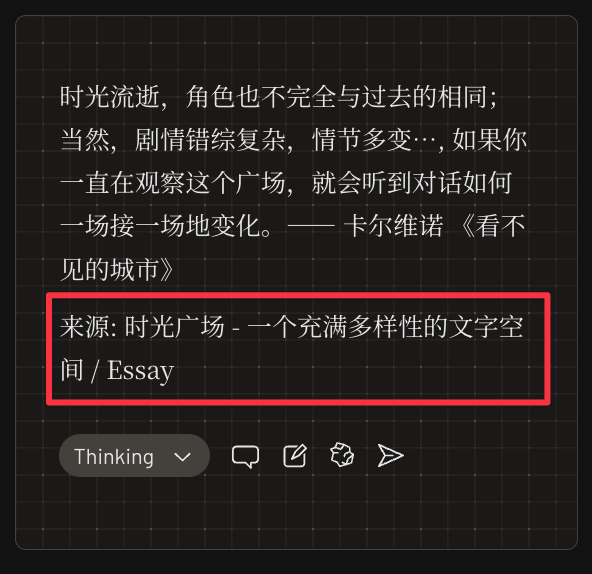 时光流逝，角色也不完全与过去的相同；
当然，剧情错综复杂，情节多变…, 如果你
一直在观察这个广场，就会听到对话如何
一场接一场地变化。—— 卡尔维诺 《看不
见的城市》
来源: 时光广场 - 一个充满多样性的文字空
间 / Essay
Thinking